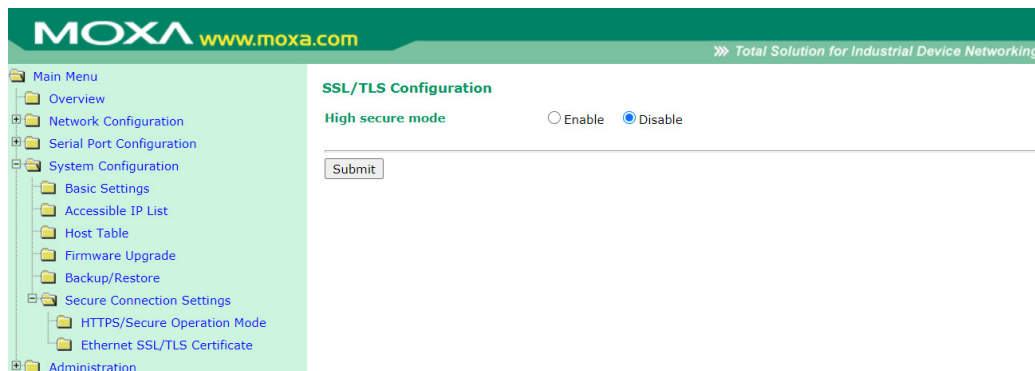 MOXA www.moxa.com
Total Solution for Industrial Device Networking
Main Menu
Overview
Network Configuration
Serial Port Configuration
System Configuration
Basic Settings
Accessible IP List
Host Table
Firmware Upgrade
Backup/Restore
Secure Connection Settings
HTTPS/Secure Operation Mode
Ethernet SSL/TLS Certificate
Administration
SSL/TLS Configuration
High secure mode Enable Disable
Submit